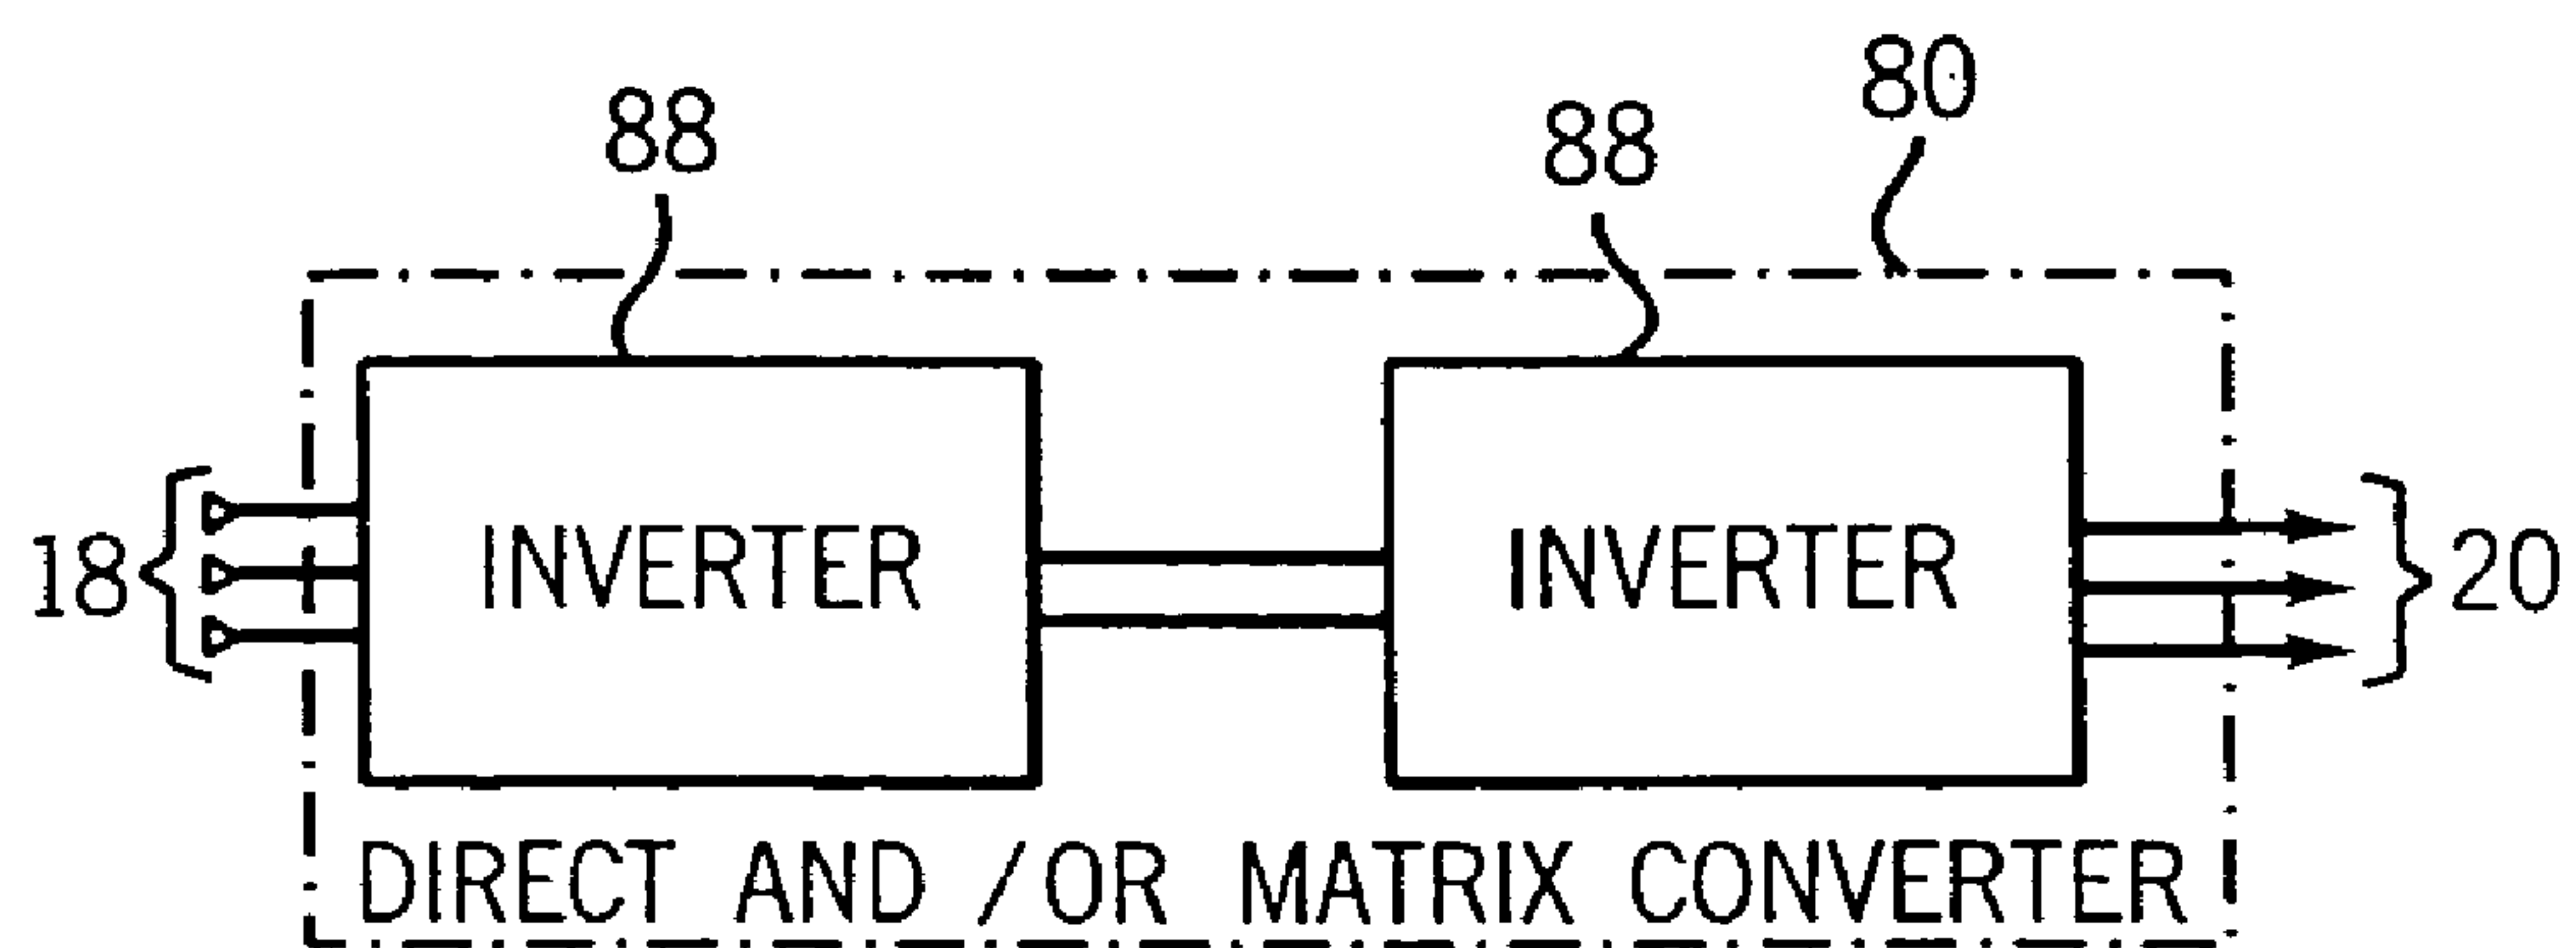 80
88
88
18
INVERTER
INVERTER
20
DIRECT AND /OR MATRIX CONVERTER